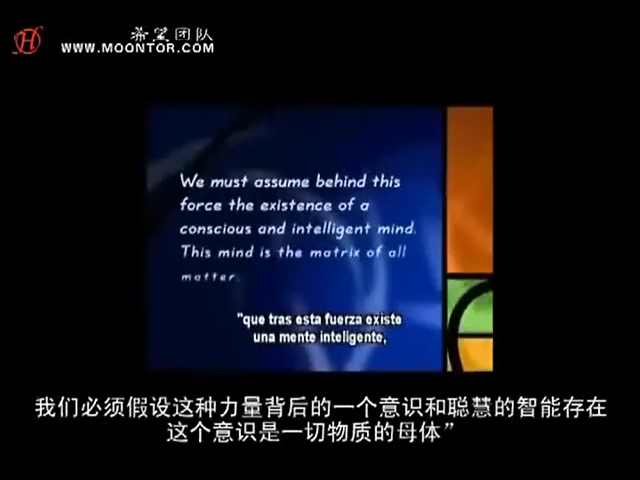 希望团队
WWW.MOONTOR.COM
We must assume behind this
force the existence of a
conscious and intelligent mind.
This mind is the matrix of all
matter.
"que tras esta fuerza existe
una mente inteligente,
我们必须假设这种力量背后的一个意识和聪慧的智能存在
这个意识是一切物质的母体”